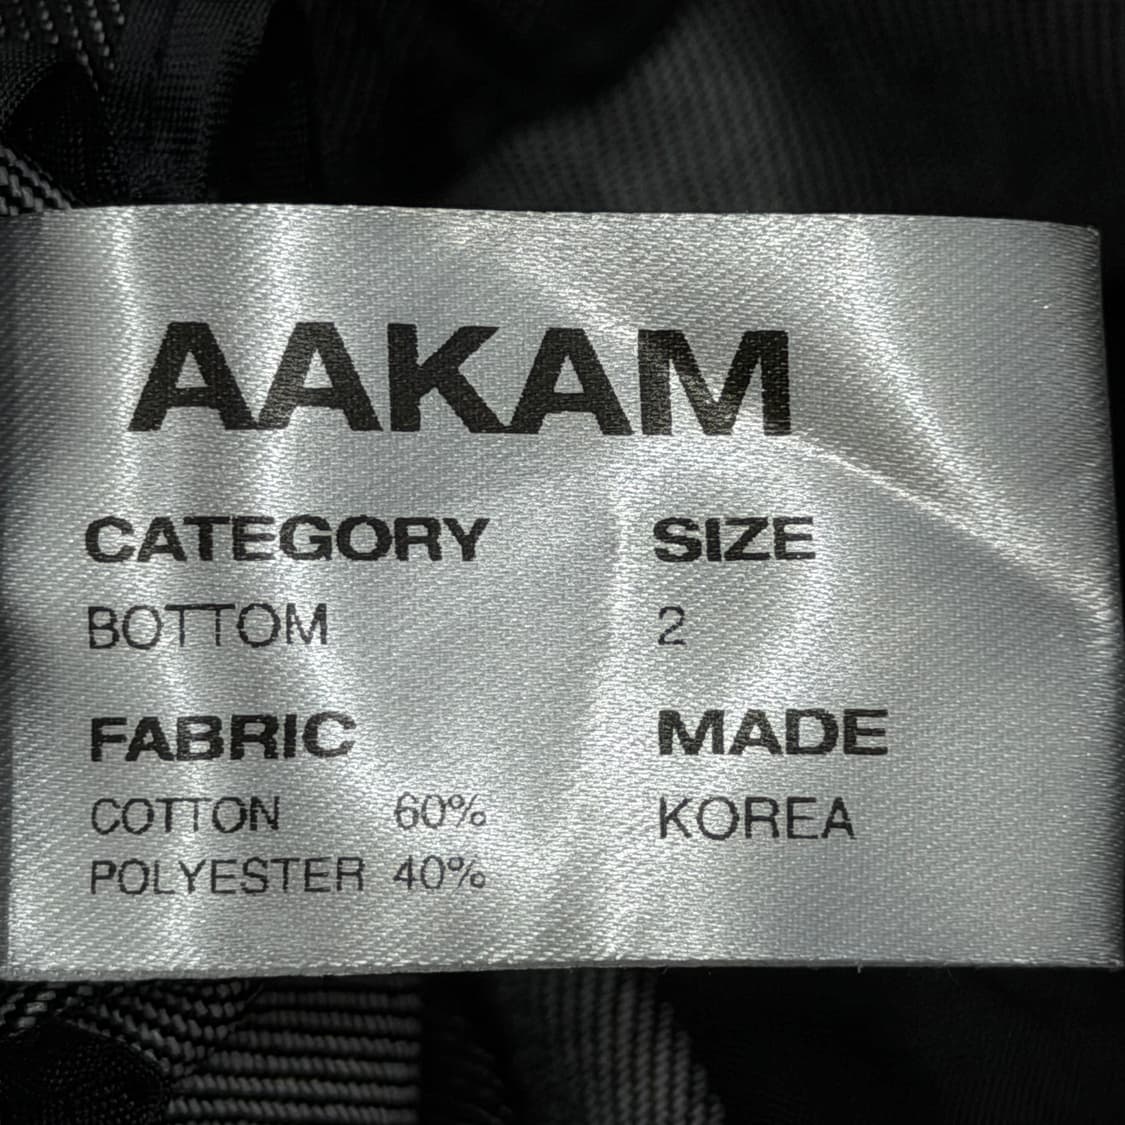 AAKAM
CATEGORY SIZE
BOTTOM 2
FABRIC MADE
COTTON 60% KOREA
POLYESTER 40%